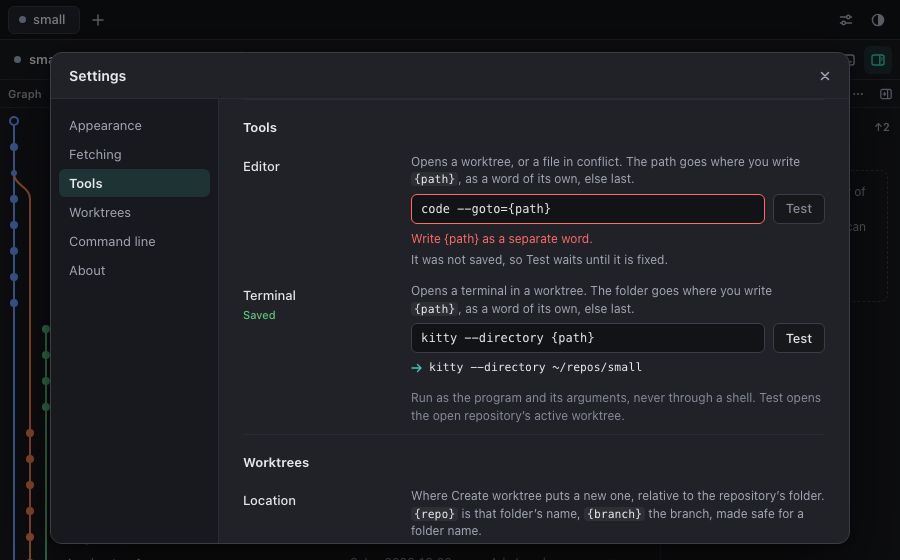 small
Settings
Graph
↑2
Appearance
Fetching
Tools
Worktrees
Command line
About
Tools
Editor
Opens a worktree, or a file in conflict. The path goes where you write
{path}, as a word of its own, else last.
code --goto={path}
Test
Write {path} as a separate word.
It was not saved, so Test waits until it is fixed.
Terminal
Saved
Opens a terminal in a worktree. The folder goes where you write
{path}, as a word of its own, else last.
kitty --directory {path}
Test
→ kitty --directory ~/repos/small
Run as the program and its arguments, never through a shell. Test opens
the open repository's active worktree.
Worktrees
Location
Where Create worktree puts a new one, relative to the repository's folder.
{repo} is that folder's name, {branch} the branch, made safe for a
folder name.
of